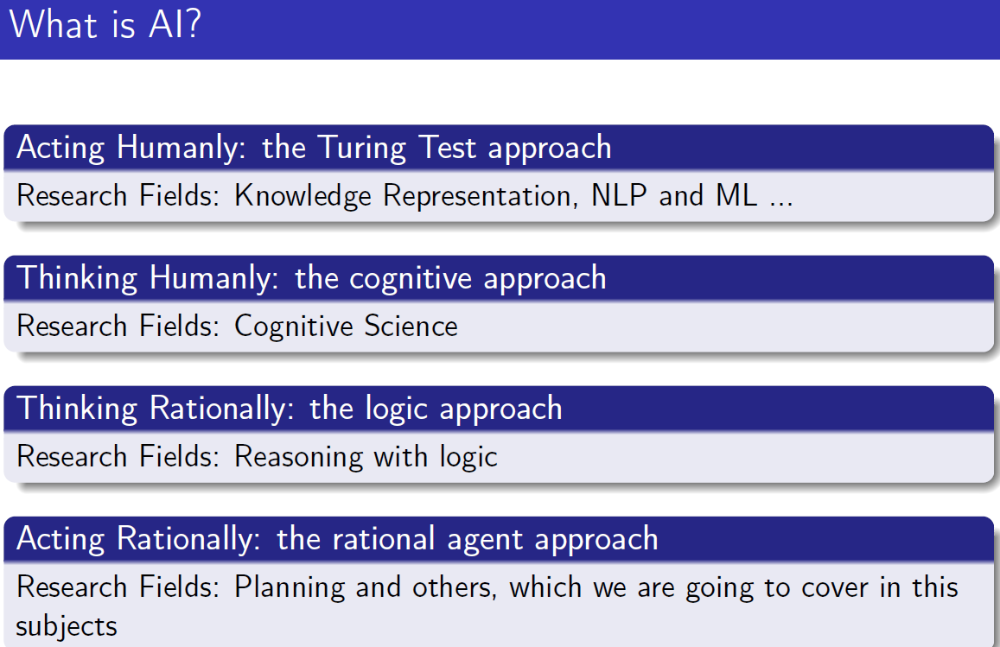 What is AI?
Acting Humanly: the Turing Test approach
Research Fields: Knowledge Representation, NLP and ML ...
Thinking Humanly: the cognitive approach
Research Fields: Cognitive Science
Thinking Rationally: the logic approach
Research Fields: Reasoning with logic
Acting Rationally: the rational agent approach
Research Fields: Planning and others, which we are going to cover in this
subjects